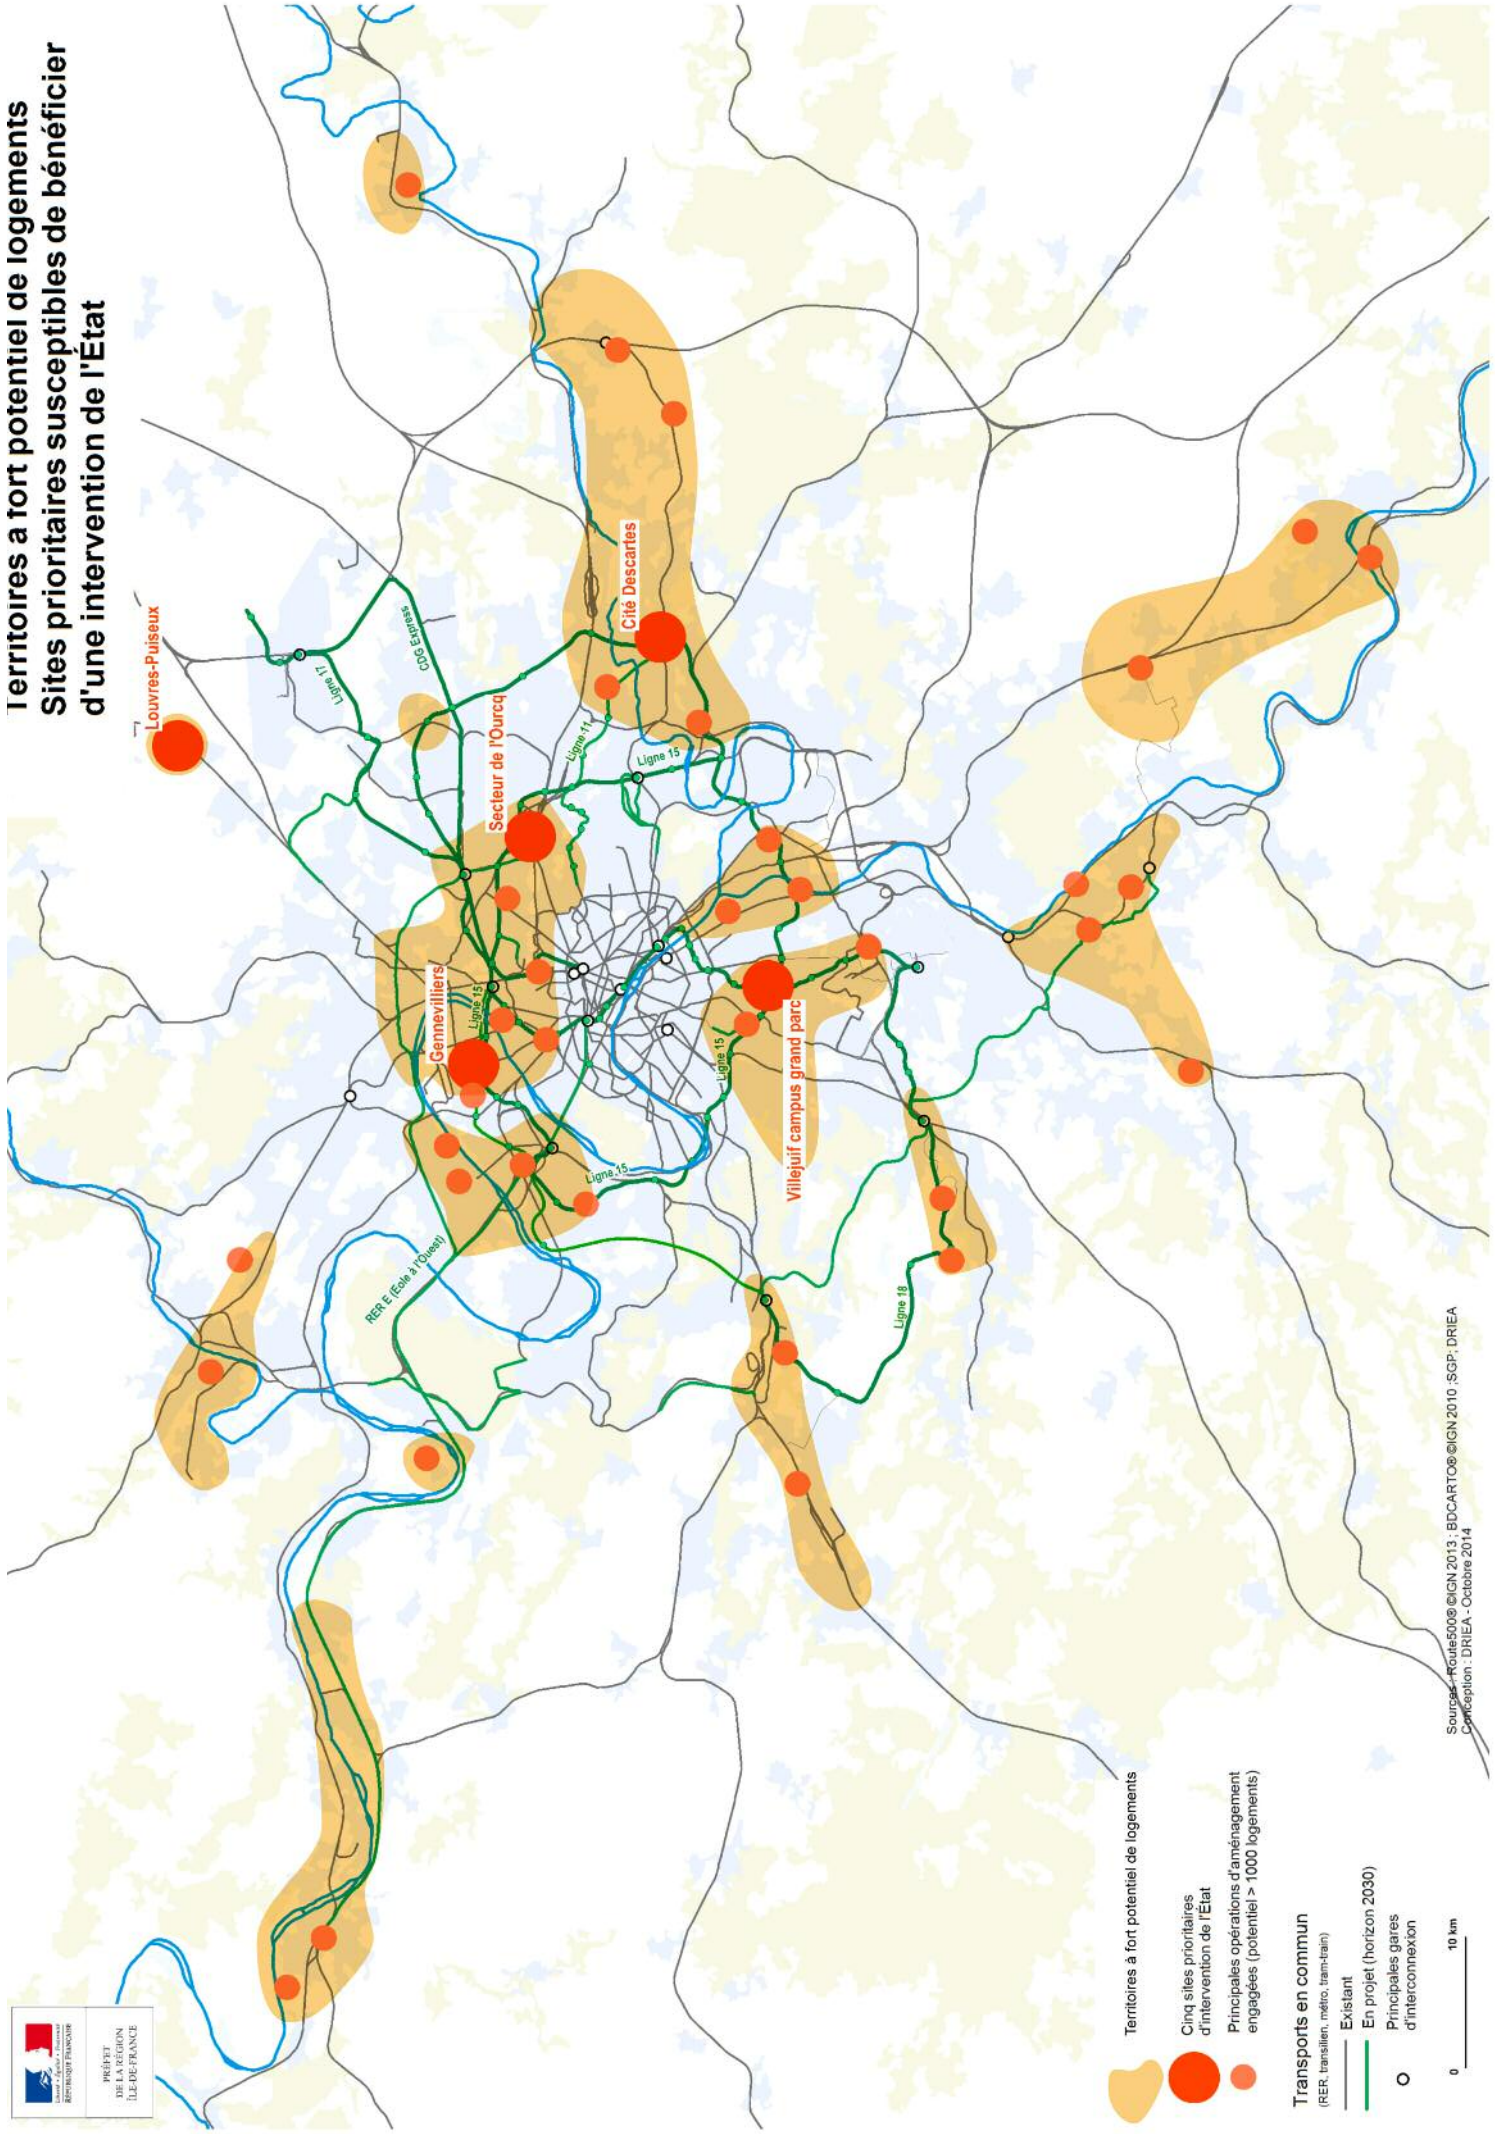 Territoires à fort potentiel de logements
Sites prioritaires susceptibles de bénéficier
d'une intervention de l'État
RÉPUBLIQUE FRANÇAISE
PRÉFET
DE LA RÉGION
ÎLE-DE-FRANCE
Louvres-Puiseux
Ligne 17
CDG Express
Secteur de l'Ourcq
Cité Descartes
Ligne 11
Ligne 15
Gennevilliers
Ligne 15
Ligne 15
Villejuif campus grand parc
Ligne 15
RER E (Eole à l'Ouest)
Ligne 18
Territoires à fort potentiel de logements
Cinq sites prioritaires
d'intervention de l'État
Principales opérations d'aménagement
engagées (potentiel > 1000 logements)
Transports en commun
(RER, transilien, métro, tram-train)
Existant
En projet (horizon 2030)
Principales gares
d'interconnexion
0 10 km
Sources : Route500®©IGN 2013 ; BDCARTO®©IGN 2010 ; SGP ; DRIEA
Conception : DRIEA - Octobre 2014